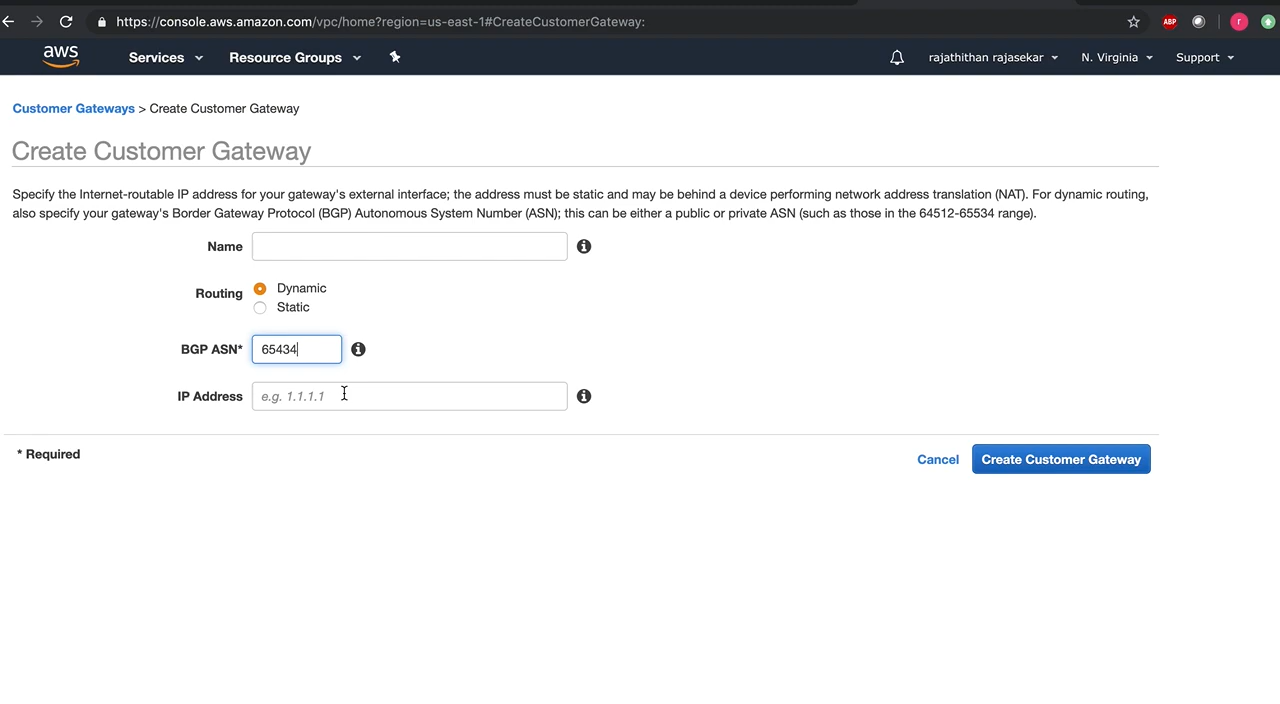 https://console.aws.amazon.com/vpc/home?region=us-east-1#CreateCustomerGateway:
ABP
r
aws
Services
Resource Groups
rajathithan rajasekar
N. Virginia
Support
Customer Gateways > Create Customer Gateway
Create Customer Gateway
Specify the Internet-routable IP address for your gateway's external interface; the address must be static and may be behind a device performing network address translation (NAT). For dynamic routing,
also specify your gateway's Border Gateway Protocol (BGP) Autonomous System Number (ASN); this can be either a public or private ASN (such as those in the 64512-65534 range).
Name
Routing
Dynamic
Static
BGP ASN*
65434
IP Address
e.g. 1.1.1.1
* Required
Cancel
Create Customer Gateway